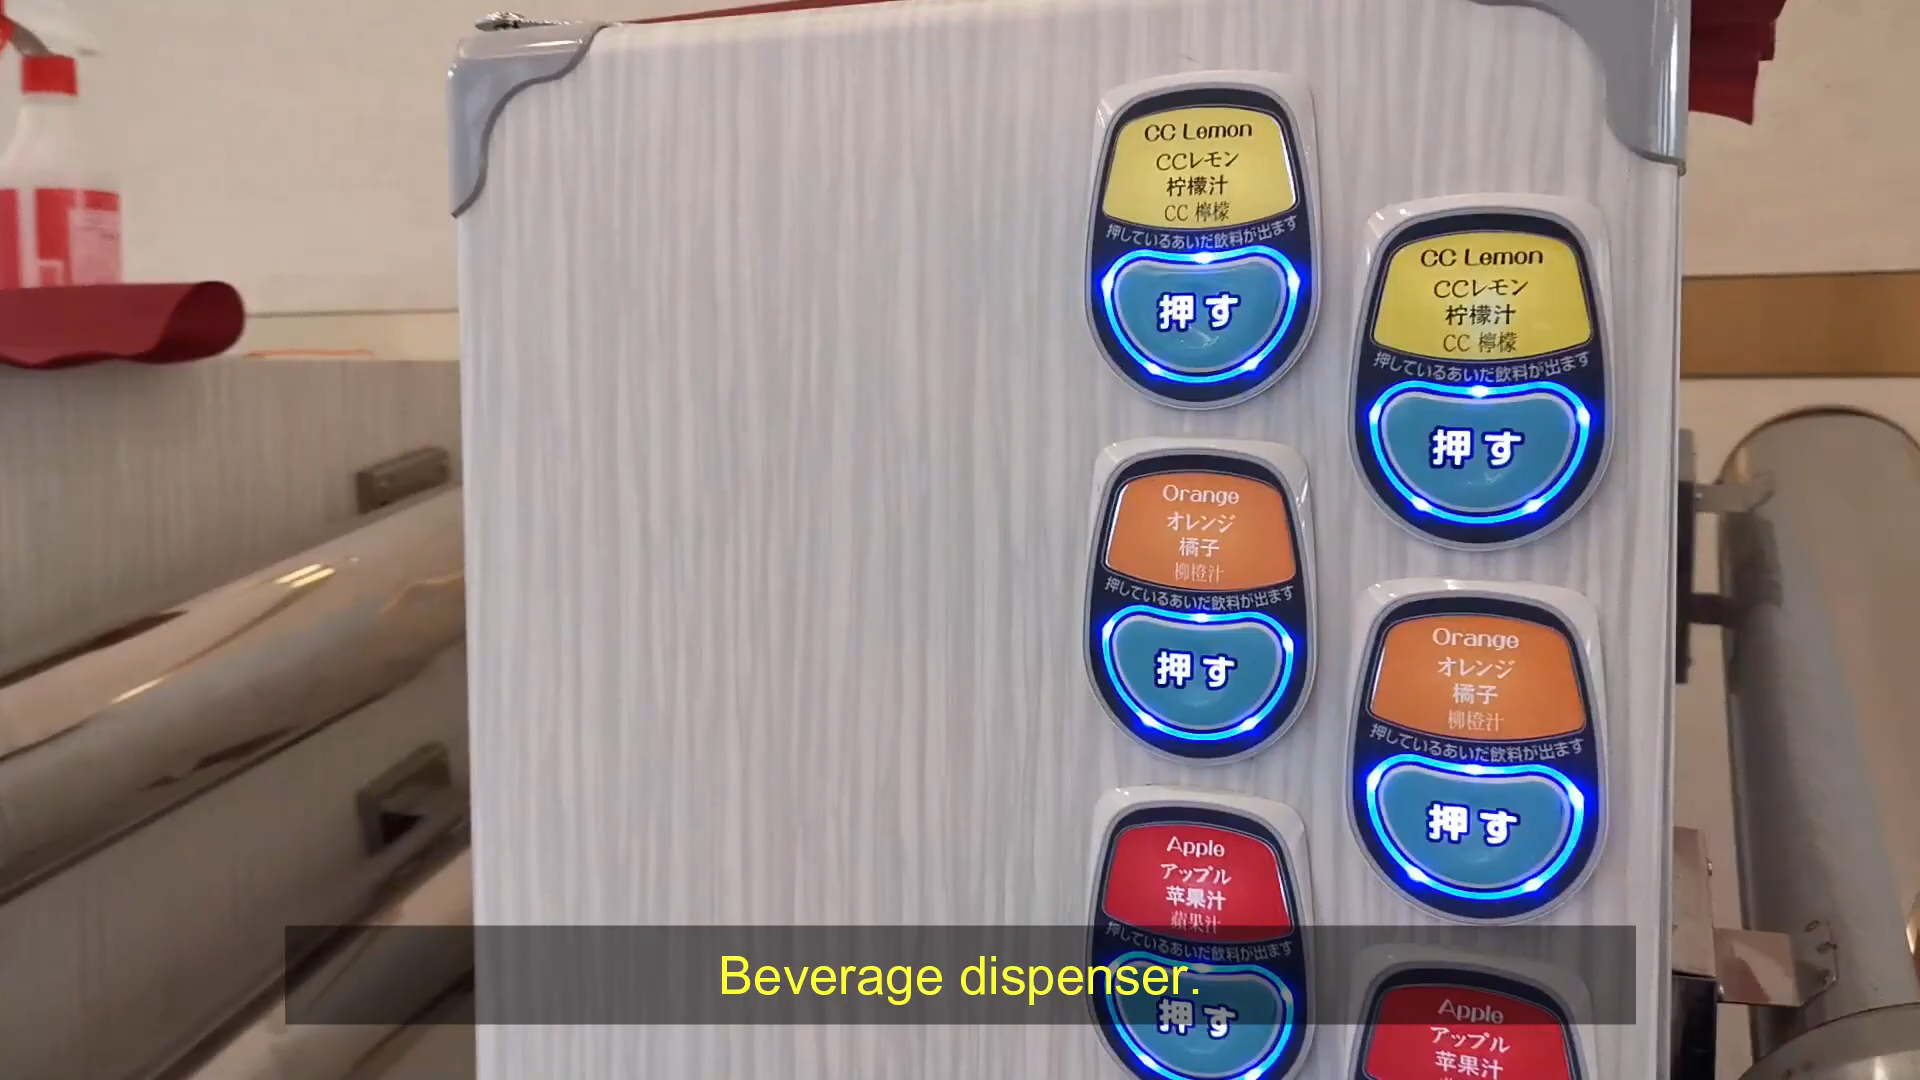 CC Lemon
CCレモン
柠檬汁
CC 檸檬
押しているあいだ飲料が出ます
押す
CC Lemon
CCレモン
柠檬汁
CC 檸檬
押しているあいだ飲料が出ます
押す
Orange
オレンジ
橘子
柳橙汁
押しているあいだ飲料が出ます
押す
Orange
オレンジ
橘子
柳橙汁
押しているあいだ飲料が出ます
押す
Apple
アップル
苹果汁
蘋果汁
押しているあいだ飲料が出ます
押す
Apple
アップル
苹果汁
Beverage dispenser.